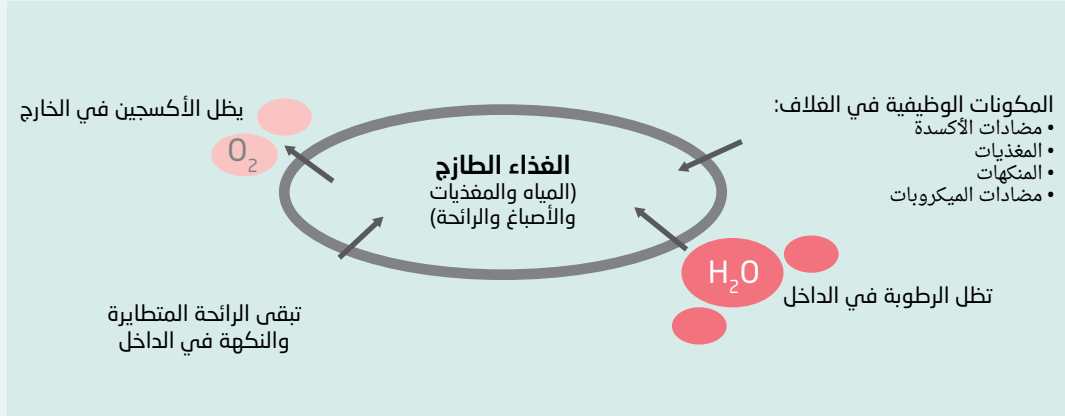 المكونات الوظيفية في الغلاف:
• مضادات الأكسدة
• المغذيات
• المنكهات
• مضادات الميكروبات
يظل الأكسجين في الخارج
O₂
الغذاء الطازج
(المياه والمغذيات
والأصباغ والرائحة)
H₂O
تظل الرطوبة في الداخل
تبقى الرائحة المتطايرة
والنكهة في الداخل